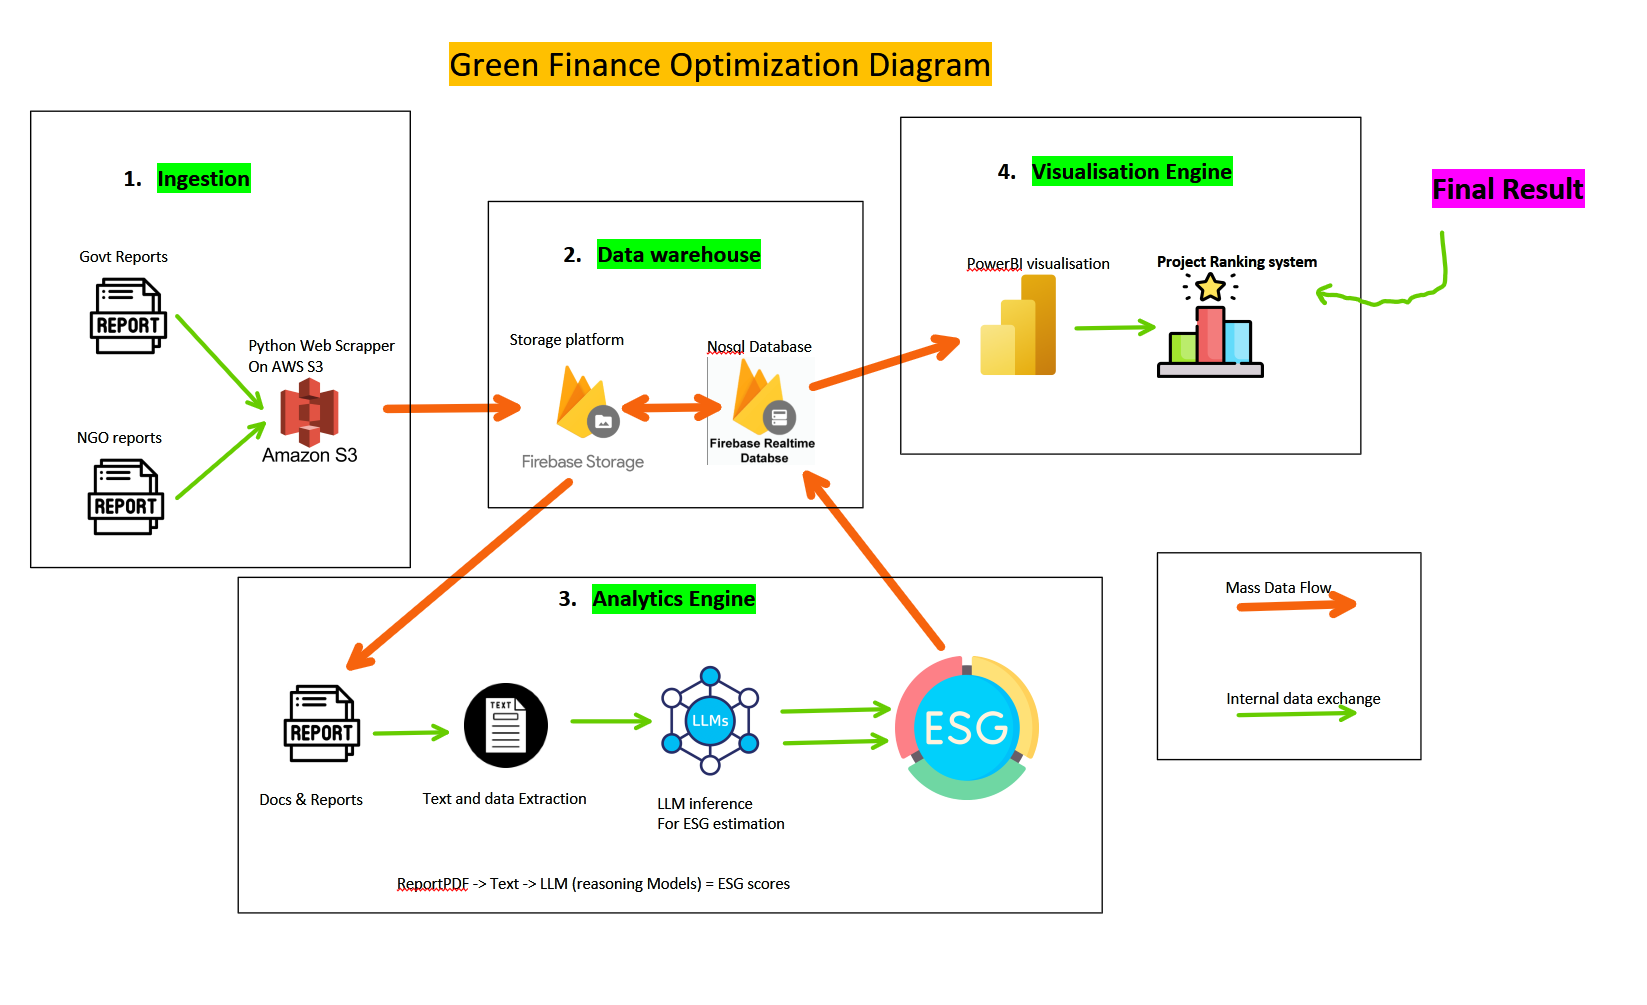 Green Finance Optimization Diagram
1. Ingestion
Govt Reports
REPORT
Python Web Scrapper
On AWS S3
Amazon S3
NGO reports
REPORT
2. Data warehouse
Storage platform
Firebase Storage
Nosql Database
Firebase Realtime
Databse
4. Visualisation Engine
PowerBI visualisation
Project Ranking system
Final Result
3. Analytics Engine
REPORT
Docs & Reports
TEXT
Text and data Extraction
LLMs
LLM inference
For ESG estimation
ESG
ReportPDF -> Text -> LLM (reasoning Models) = ESG scores
Mass Data Flow
Internal data exchange